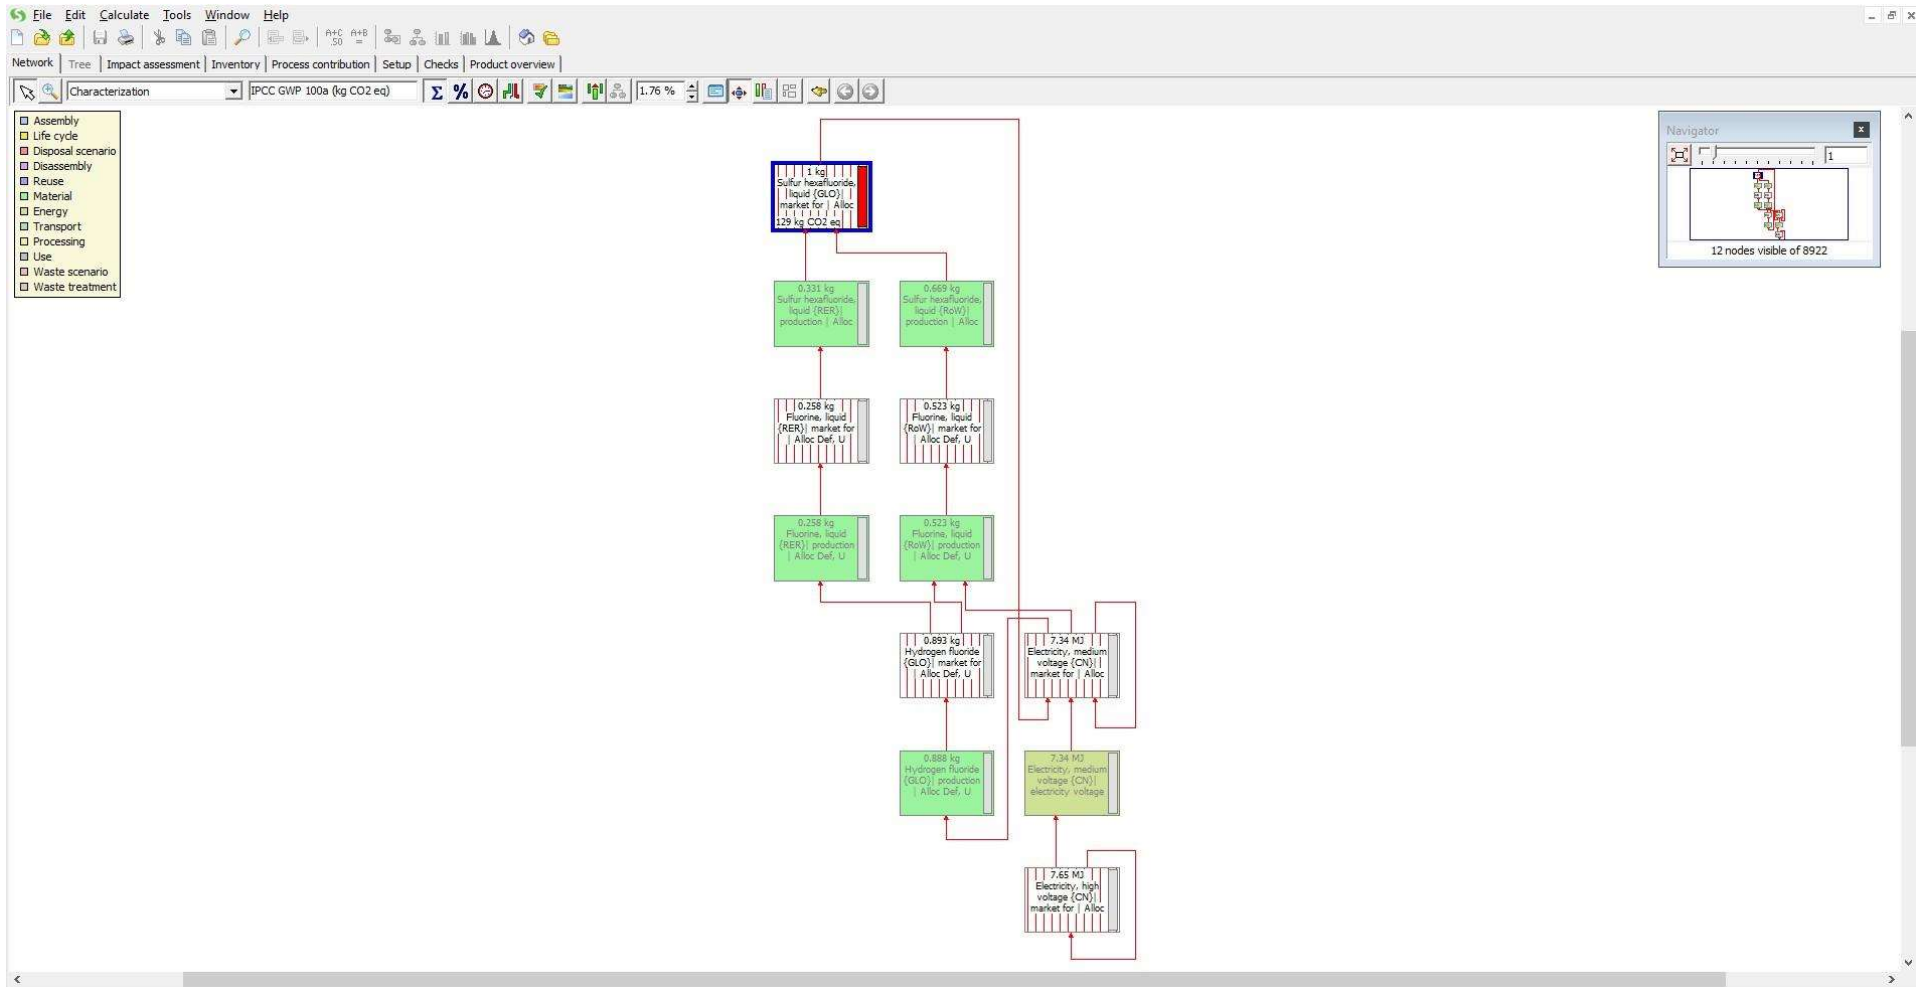 File Edit Calculate Tools Window Help
A+C
.50
A+B
=
Network Tree Impact assessment Inventory Process contribution Setup Checks Product overview
Characterization IPCC GWP 100a (kg CO2 eq) Σ % 1.76 %
Assembly
Life cycle
Disposal scenario
Disassembly
Reuse
Material
Energy
Transport
Processing
Use
Waste scenario
Waste treatment
Navigator
1
12 nodes visible of 8922
1 kg
Sulfur hexafluoride,
liquid {GLO}|
market for | Alloc
129 kg CO2 eq
0.331 kg
Sulfur hexafluoride,
liquid {RER}|
production | Alloc
0.669 kg
Sulfur hexafluoride,
liquid {RoW}|
production | Alloc
0.258 kg
Fluorine, liquid
{RER}| market for
| Alloc Def, U
0.523 kg
Fluorine, liquid
{RoW}| market for
| Alloc Def, U
0.258 kg
Fluorine, liquid
{RER}| production
| Alloc Def, U
0.523 kg
Fluorine, liquid
{RoW}| production
| Alloc Def, U
0.893 kg
Hydrogen fluoride
{GLO}| market for
| Alloc Def, U
7.34 MJ
Electricity, medium
voltage {CN}|
market for | Alloc
0.888 kg
Hydrogen fluoride
{GLO}| production
| Alloc Def, U
7.34 MJ
Electricity, medium
voltage {CN}|
electricity voltage
7.65 MJ
Electricity, high
voltage {CN}|
market for | Alloc